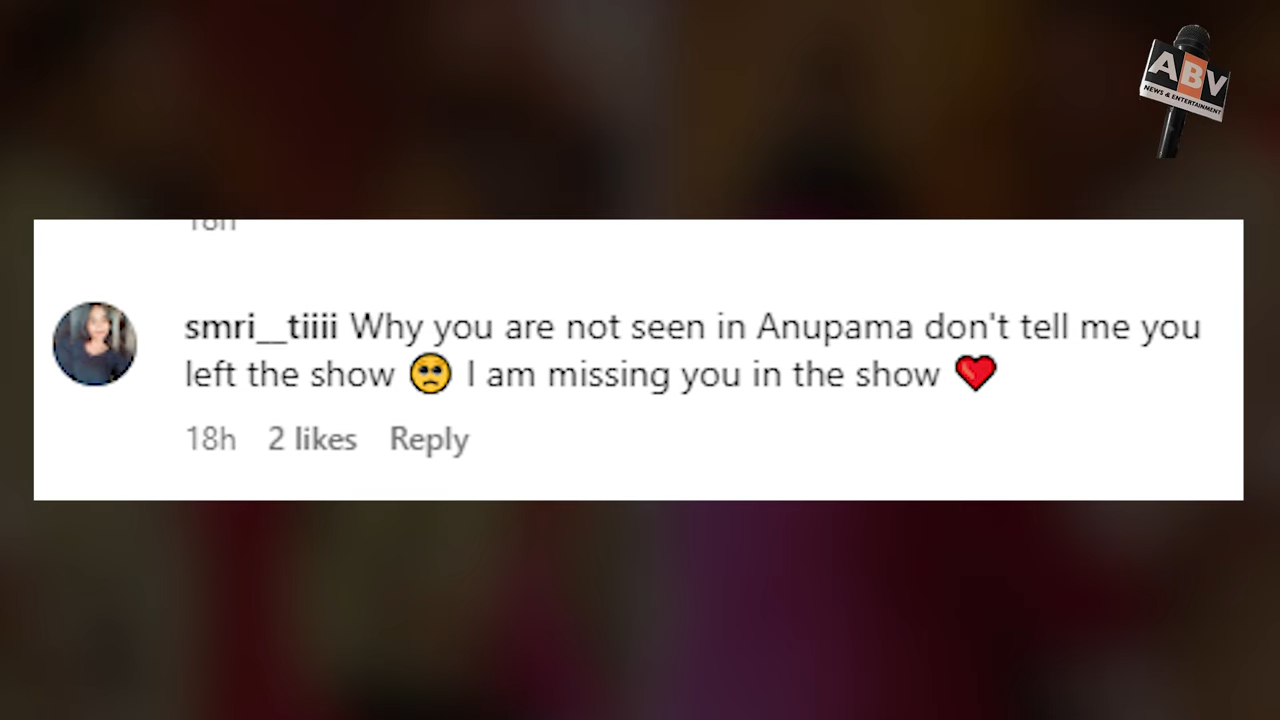 ABV
NEWS & ENTERTAINMENT
18h
smri__tiiii Why you are not seen in Anupama don't tell me you
left the show 🥺 I am missing you in the show ❤️
18h 2 likes Reply